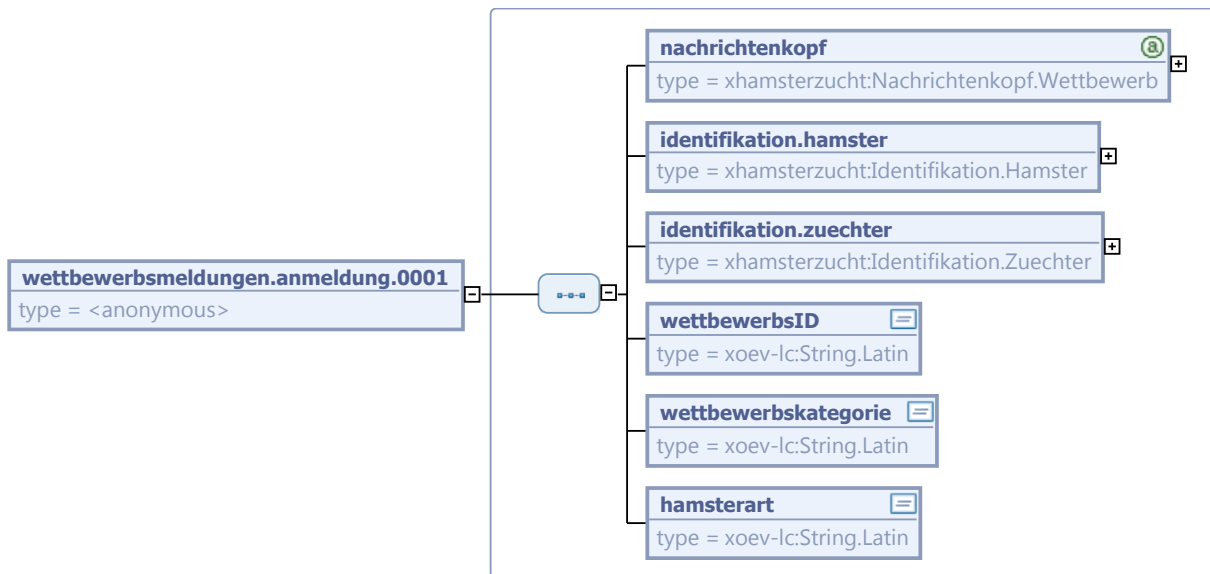 nachrichtenkopf
type = xhamsterzucht:Nachrichtenkopf.Wettbewerb
identifikation.hamster
type = xhamsterzucht:Identifikation.Hamster
identifikation.zuechter
type = xhamsterzucht:Identifikation.Zuechter
wettbewerbsmeldungen.anmeldung.0001
type = <anonymous>
wettbewerbsID
type = xoev-lc:String.Latin
wettbewerbskategorie
type = xoev-lc:String.Latin
hamsterart
type = xoev-lc:String.Latin